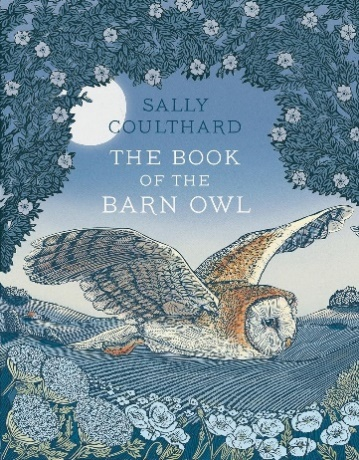 SALLY
COULTHARD
THE BOOK
OF THE
BARN OWL